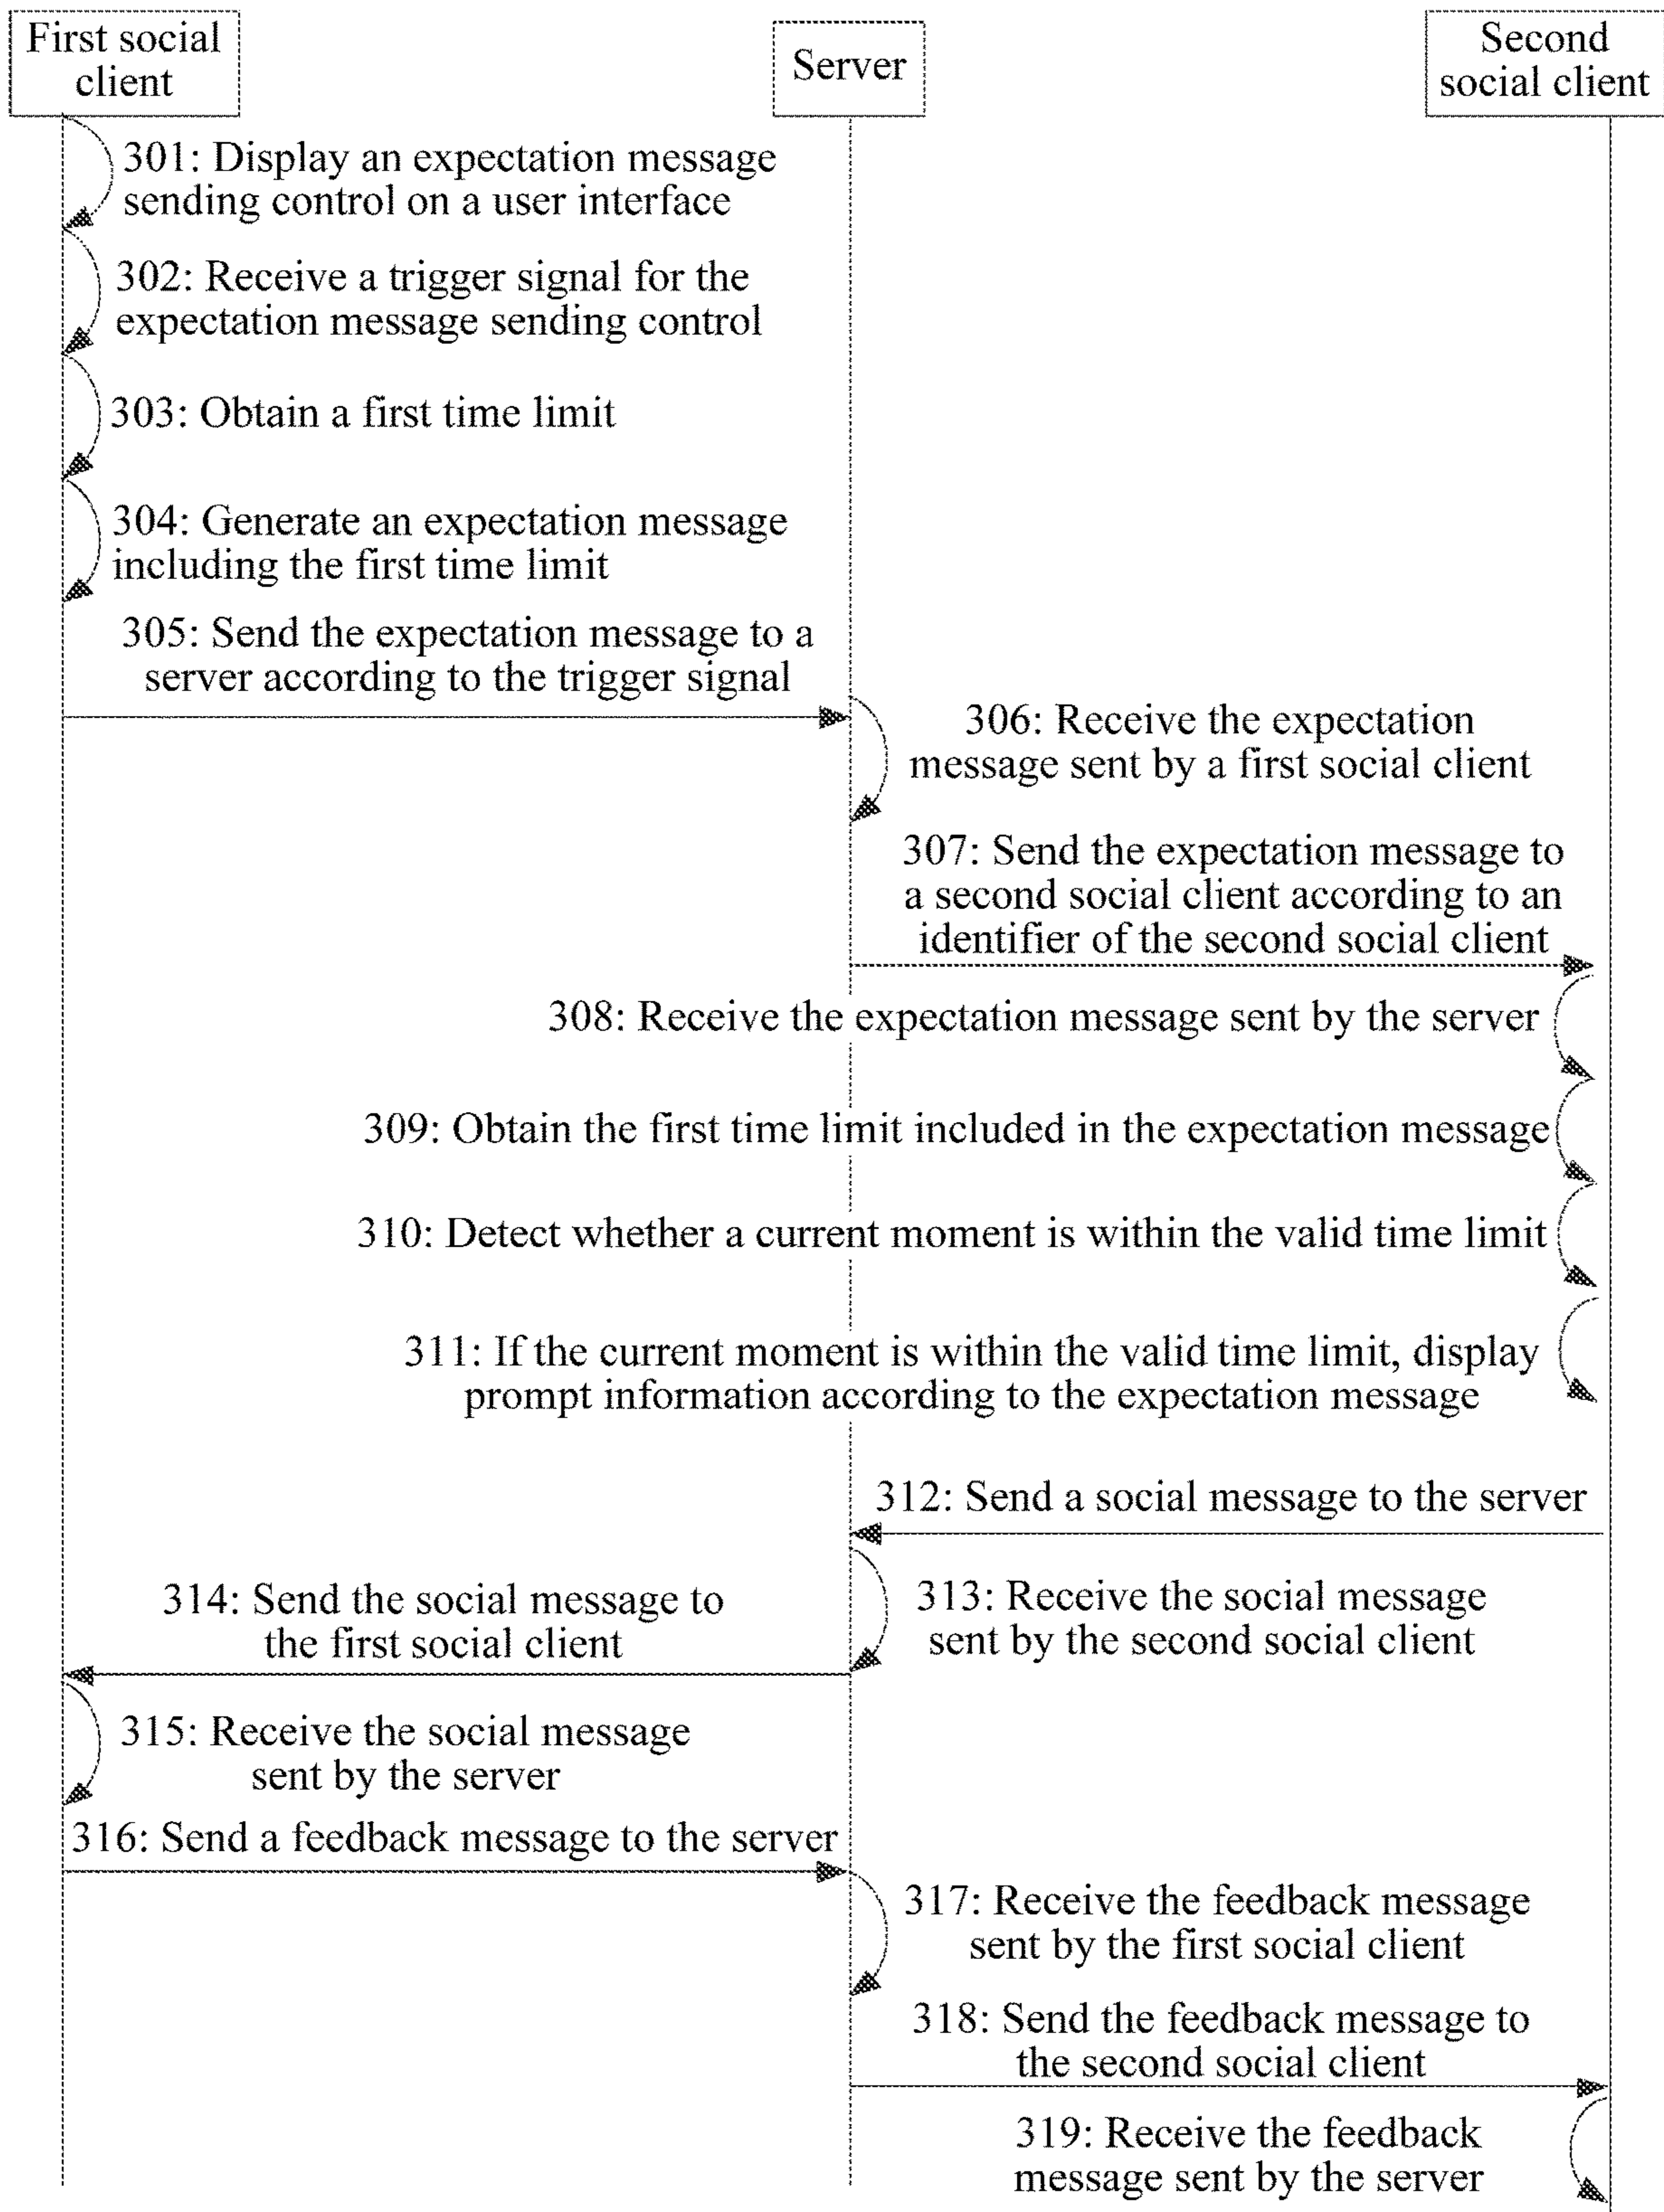 First social
client
Server
Second
social client
301: Display an expectation message
sending control on a user interface
302: Receive a trigger signal for the
expectation message sending control
303: Obtain a first time limit
304: Generate an expectation message
including the first time limit
305: Send the expectation message to a
server according to the trigger signal
306: Receive the expectation
message sent by a first social client
307: Send the expectation message to
a second social client according to an
identifier of the second social client
308: Receive the expectation message sent by the server
309: Obtain the first time limit included in the expectation message
310: Detect whether a current moment is within the valid time limit
311: If the current moment is within the valid time limit, display
prompt information according to the expectation message
312: Send a social message to the server
313: Receive the social message
sent by the second social client
314: Send the social message to
the first social client
315: Receive the social message
sent by the server
316: Send a feedback message to the server
317: Receive the feedback message
sent by the first social client
318: Send the feedback message to
the second social client
319: Receive the feedback
message sent by the server